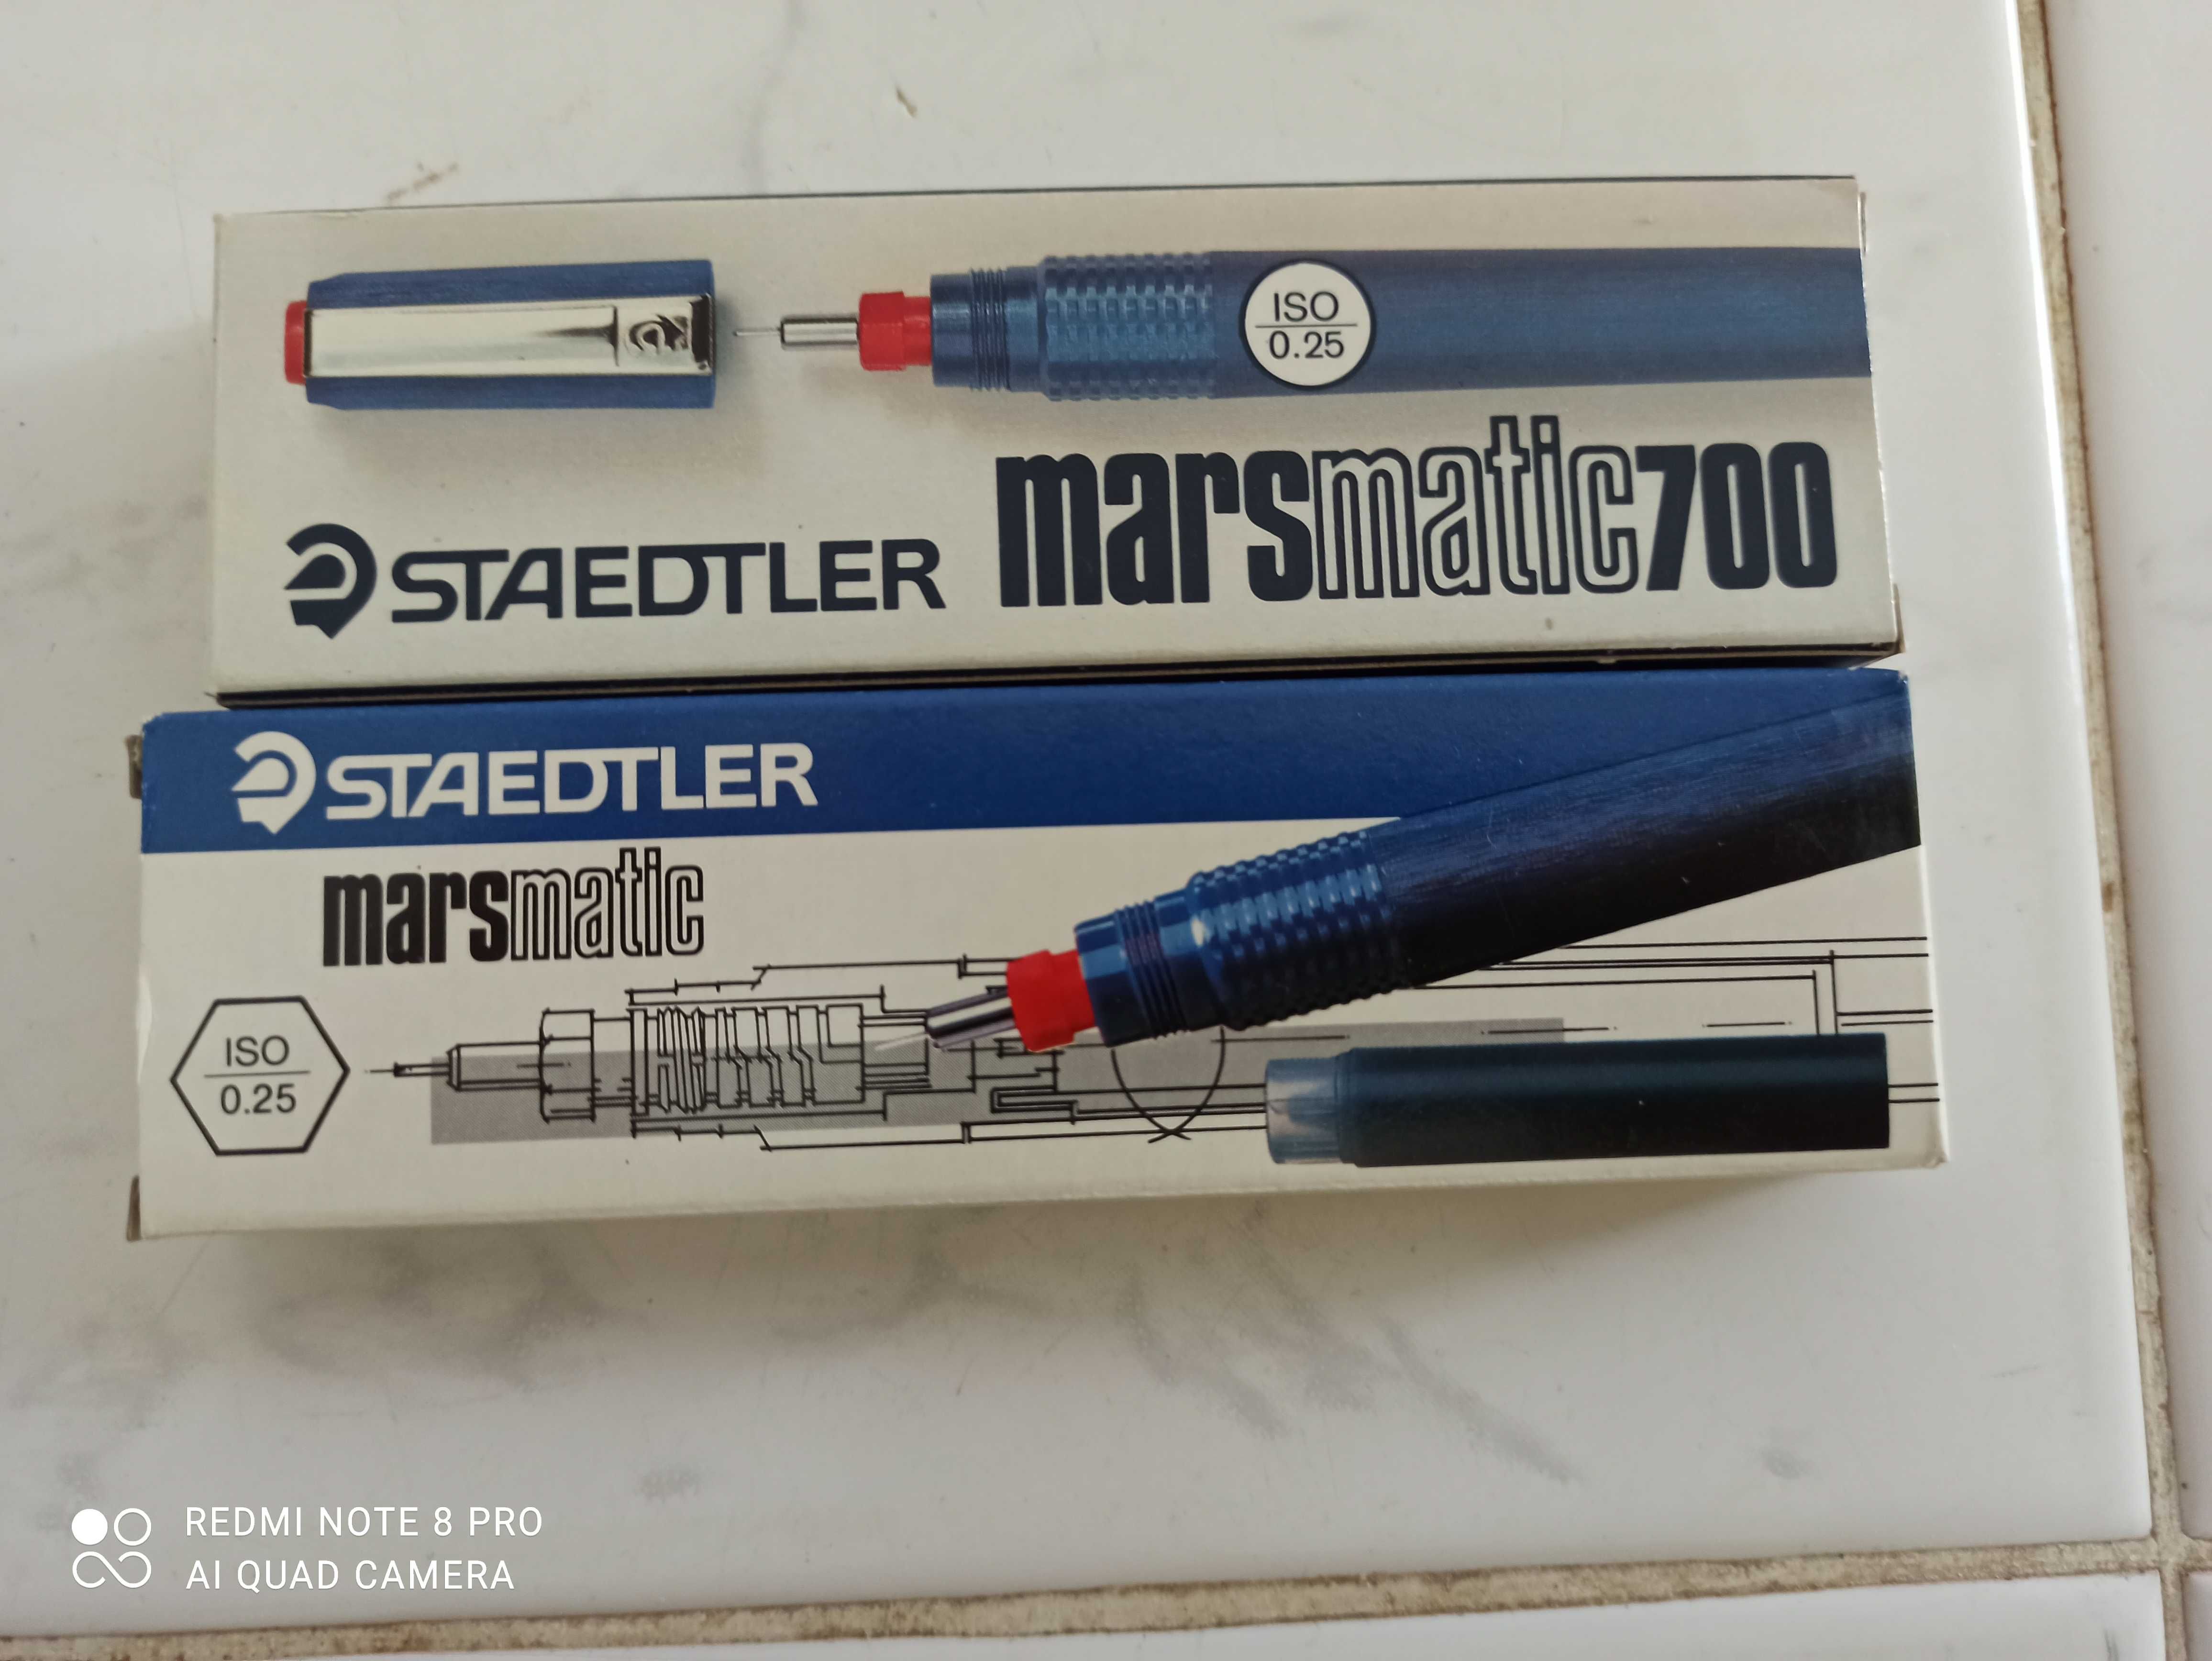 ISO
0.25
STAEDTLER marsmatic700
STAEDTLER
marsmatic
ISO
0.25
REDMI NOTE 8 PRO
AI QUAD CAMERA